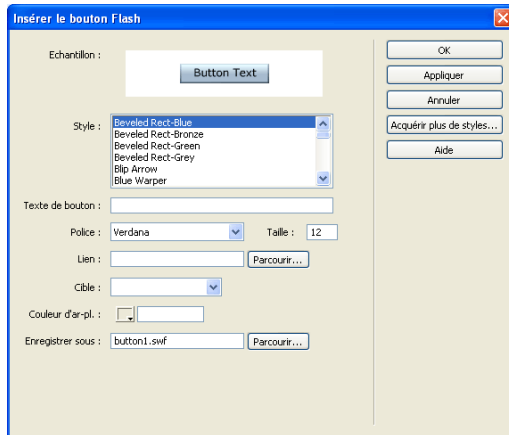 Insérer le bouton Flash
Echantillon :
Button Text
Style :
Beveled Rect-Blue
Beveled Rect-Bronze
Beveled Rect-Green
Beveled Rect-Grey
Blip Arrow
Blue Warper
Texte de bouton :
Police : Verdana Taille : 12
Lien : Parcourir...
Cible :
Couleur d'ar-pl. :
Enregistrer sous : button1.swf Parcourir...
OK
Appliquer
Annuler
Acquérir plus de styles...
Aide